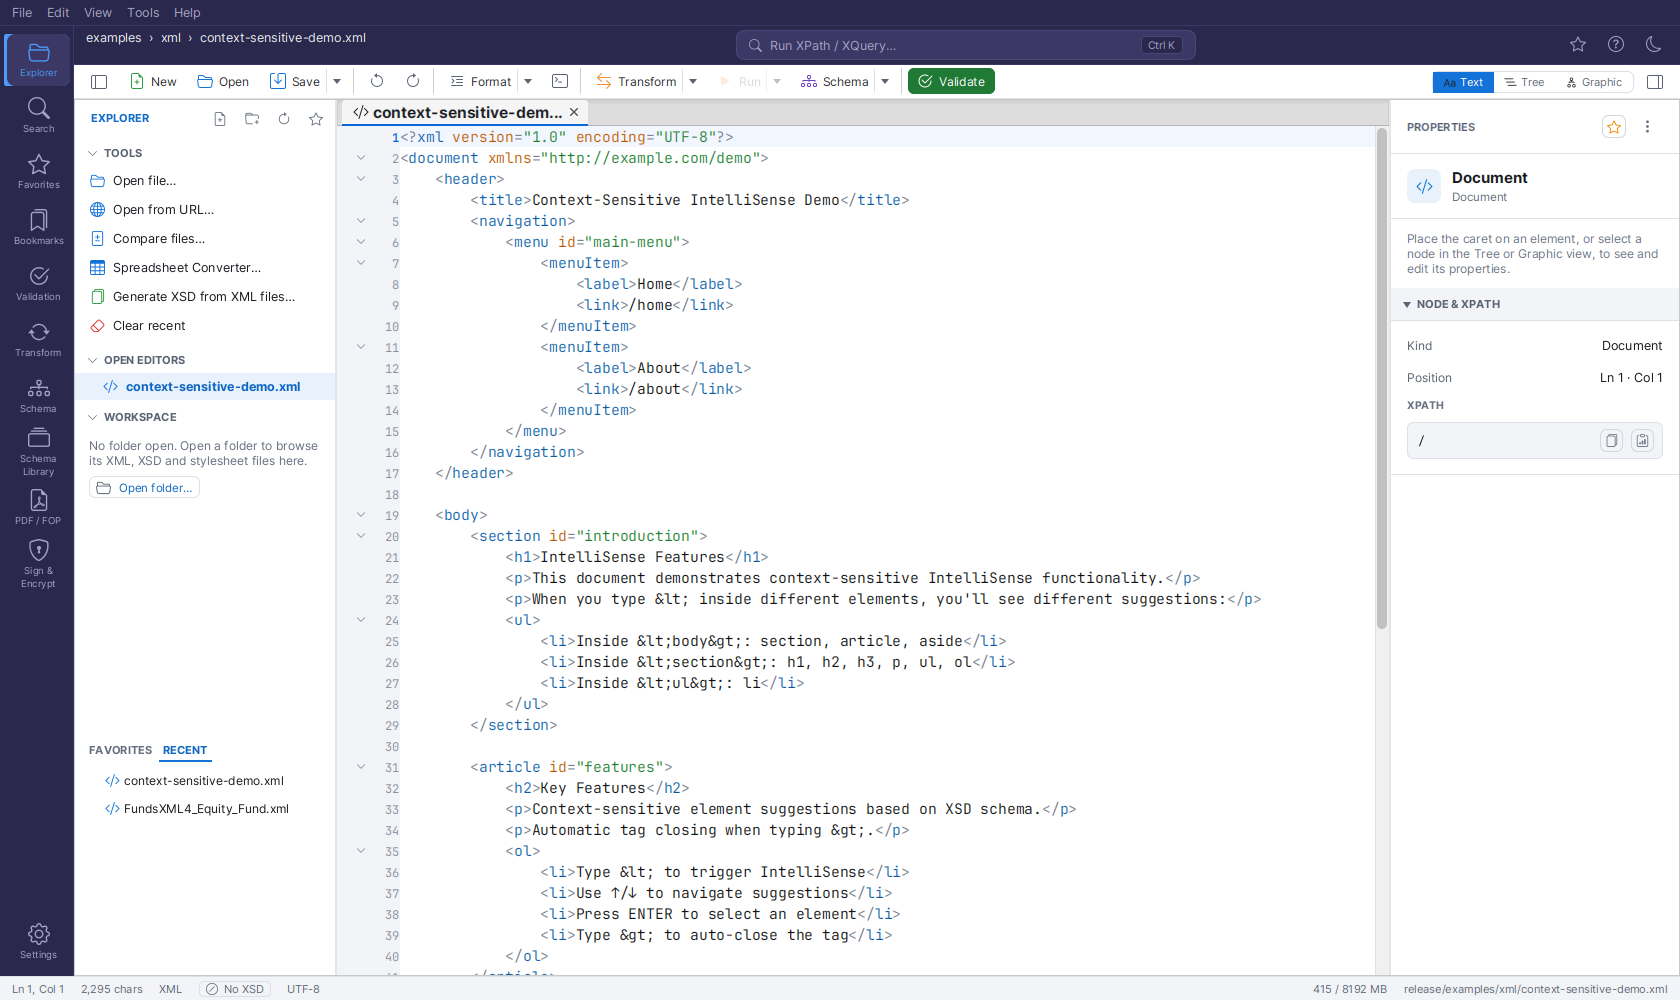 File Edit View Tools Help
examples › xml › context-sensitive-demo.xml
Run XPath / XQuery... Ctrl K
New Open Save Format Transform Run Schema Validate Aa Text Tree Graphic
Explorer
Search
Favorites
Bookmarks
Validation
Transform
Schema
Schema
Library
PDF / FOP
Sign &
Encrypt
Settings
EXPLORER
TOOLS
Open file...
Open from URL...
Compare files...
Spreadsheet Converter...
Generate XSD from XML files...
Clear recent
OPEN EDITORS
context-sensitive-demo.xml
WORKSPACE
No folder open. Open a folder to browse
its XML, XSD and stylesheet files here.
Open folder...
FAVORITES RECENT
context-sensitive-demo.xml
FundsXML4_Equity_Fund.xml
context-sensitive-dem... ×
1 <?xml version="1.0" encoding="UTF-8"?>
2 <document xmlns="http://example.com/demo">
3 <header>
4 <title>Context-Sensitive IntelliSense Demo</title>
5 <navigation>
6 <menu id="main-menu">
7 <menuItem>
8 <label>Home</label>
9 <link>/home</link>
10 </menuItem>
11 <menuItem>
12 <label>About</label>
13 <link>/about</link>
14 </menuItem>
15 </menu>
16 </navigation>
17 </header>
18
19 <body>
20 <section id="introduction">
21 <h1>IntelliSense Features</h1>
22 <p>This document demonstrates context-sensitive IntelliSense functionality.</p>
23 <p>When you type &lt; inside different elements, you'll see different suggestions:</p>
24 <ul>
25 <li>Inside &lt;body&gt;: section, article, aside</li>
26 <li>Inside &lt;section&gt;: h1, h2, h3, p, ul, ol</li>
27 <li>Inside &lt;ul&gt;: li</li>
28 </ul>
29 </section>
30
31 <article id="features">
32 <h2>Key Features</h2>
33 <p>Context-sensitive element suggestions based on XSD schema.</p>
34 <p>Automatic tag closing when typing &gt;.</p>
35 <ol>
36 <li>Type &lt; to trigger IntelliSense</li>
37 <li>Use ↑/↓ to navigate suggestions</li>
38 <li>Press ENTER to select an element</li>
39 <li>Type &gt; to auto-close the tag</li>
40 </ol>
41 </article>
PROPERTIES
Document
Document
Place the caret on an element, or select a
node in the Tree or Graphic view, to see and
edit its properties.
NODE & XPATH
Kind Document
Position Ln 1 · Col 1
XPATH
/
Ln 1, Col 1 2,295 chars XML No XSD UTF-8 415 / 8192 MB release/examples/xml/context-sensitive-demo.xml